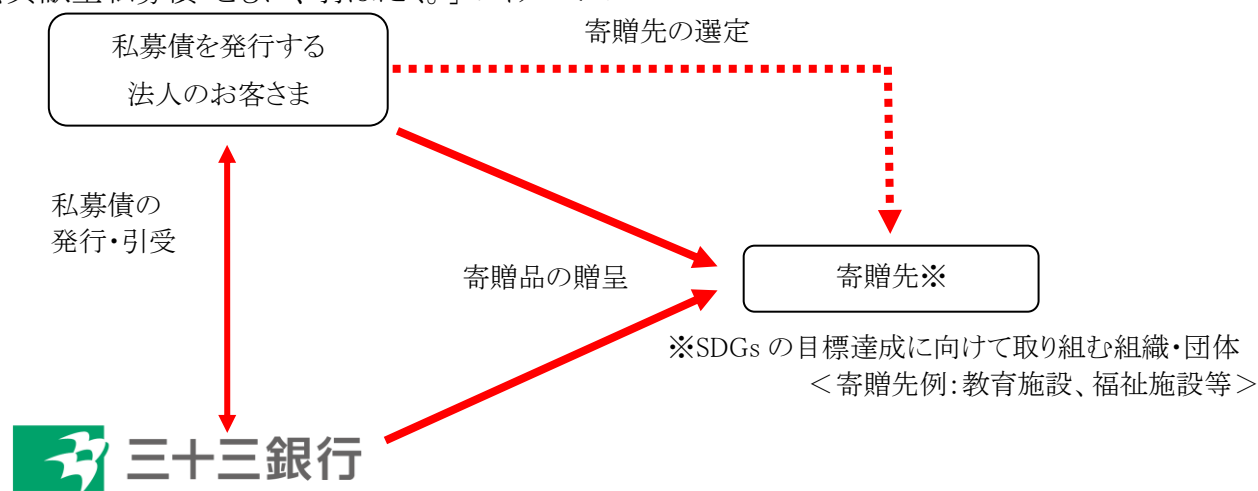 私募債を発行する
法人のお客さま
寄贈先の選定
私募債の
発行・引受
寄贈品の贈呈
寄贈先※
※SDGs の目標達成に向けて取り組む組織・団体
＜寄贈先例：教育施設、福祉施設等＞
三十三銀行